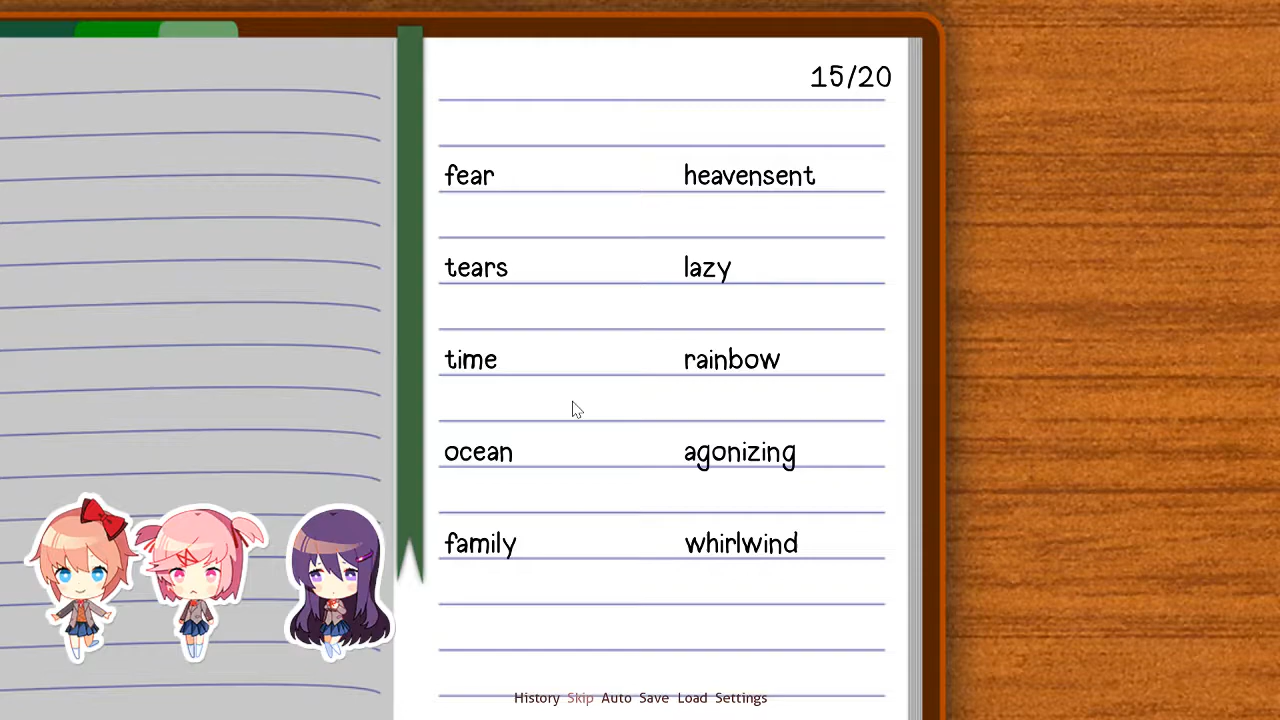 15/20
fear heavensent
tears lazy
time rainbow
ocean agonizing
family whirlwind
History Skip Auto Save Load Settings